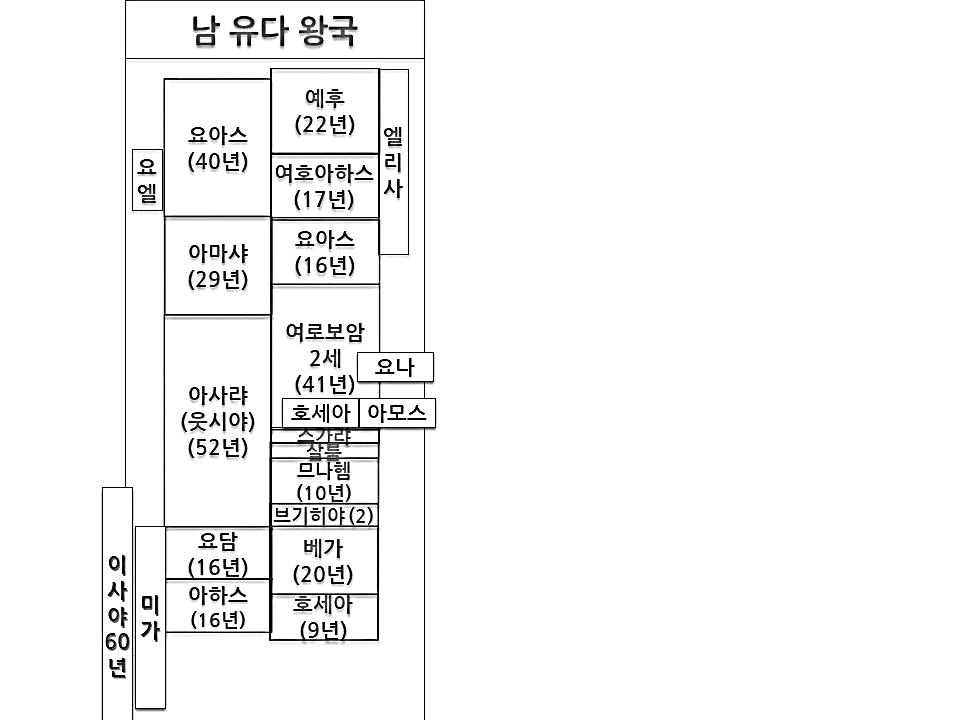 남 유다 왕국
요
엘
요아스
(40년)
아마샤
(29년)
아사랴
(웃시야)
(52년)
요담
(16년)
아하스
(16년)
예후
(22년)
여호아하스
(17년)
요아스
(16년)
여로보암
2세
(41년)
스가랴
살룸
므나헴
(10년)
브기히야(2)
베가
(20년)
호세아
(9년)
엘
리
사
요나
호세아
아모스
이
사
야
60
년
미
가